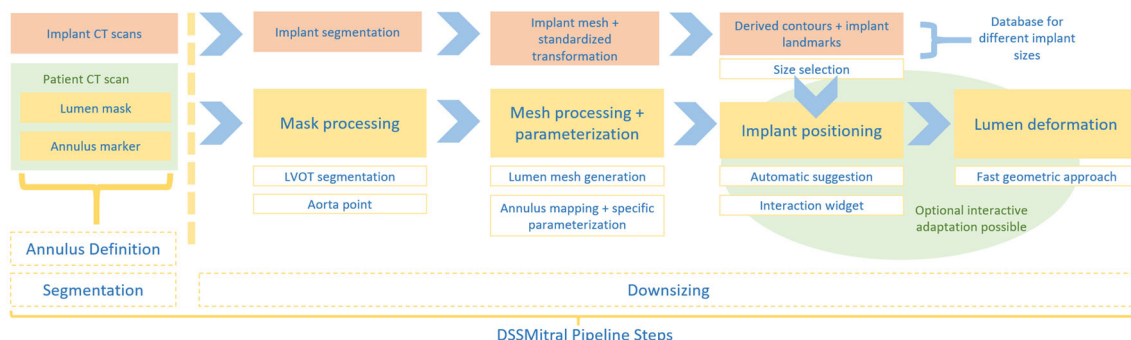 Implant CT scans
Implant segmentation
Implant mesh +
standardized
transformation
Derived contours + implant
landmarks
Size selection
Database for
different implant
sizes
Patient CT scan
Lumen mask
Annulus marker
Mask processing
LVOT segmentation
Aorta point
Mesh processing +
parameterization
Lumen mesh generation
Annulus mapping + specific
parameterization
Implant positioning
Automatic suggestion
Interaction widget
Lumen deformation
Fast geometric approach
Optional interactive
adaptation possible
Annulus Definition
Segmentation
Downsizing
DSSMitral Pipeline Steps